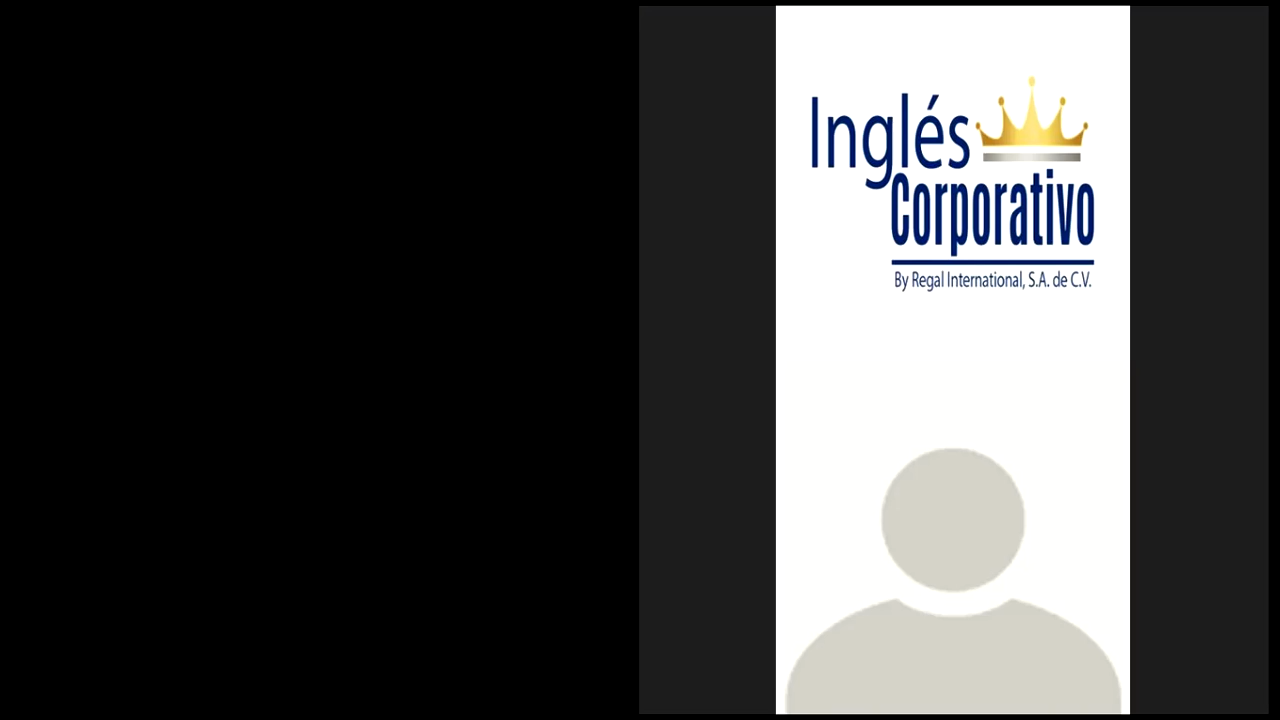 Inglés
Corporativo
By Regal International, S.A. de C.V.